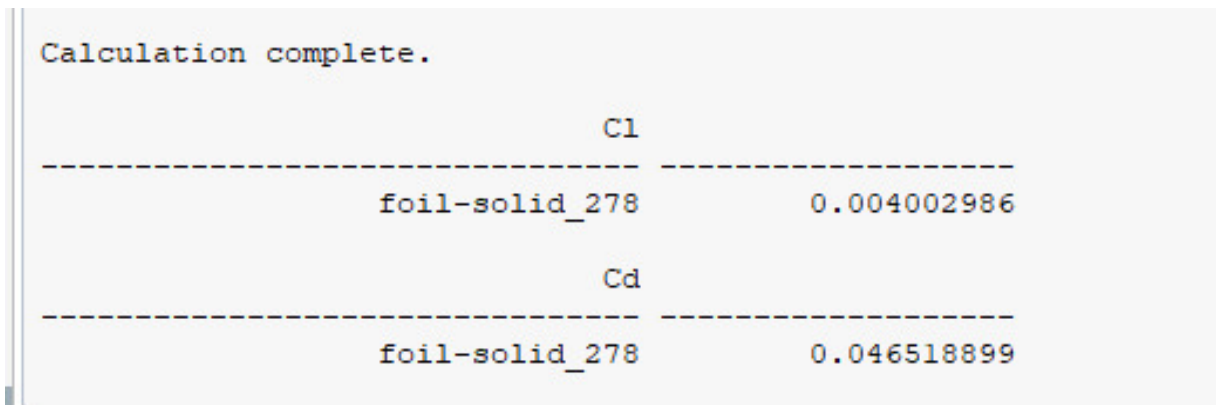 Calculation complete.
Cl
-------------------------------- -------------------
foil-solid_278 0.004002986
Cd
-------------------------------- -------------------
foil-solid_278 0.046518899